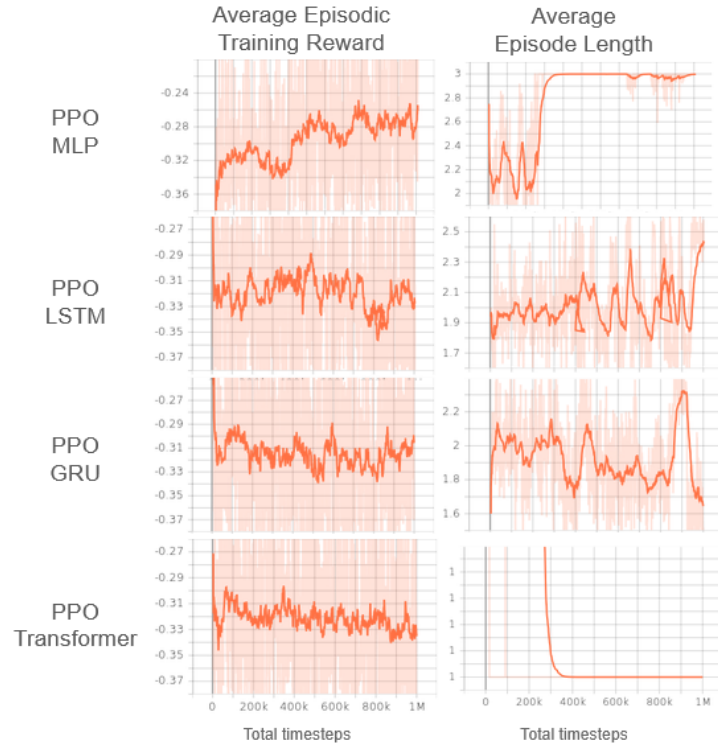 Average Episodic
Training Reward
Average
Episode Length
PPO
MLP
-0.24
-0.28
-0.32
-0.36
3
2.8
2.6
2.4
2.2
2
PPO
LSTM
-0.27
-0.29
-0.31
-0.33
-0.35
-0.37
2.5
2.3
2.1
1.9
1.7
PPO
GRU
-0.27
-0.29
-0.31
-0.33
-0.35
-0.37
2.2
2
1.8
1.6
PPO
Transformer
-0.27
-0.29
-0.31
-0.33
-0.35
-0.37
1
1
1
1
1
0 200k 400k 600k 800k 1M
0 200k 400k 600k 800k 1M
Total timesteps
Total timesteps